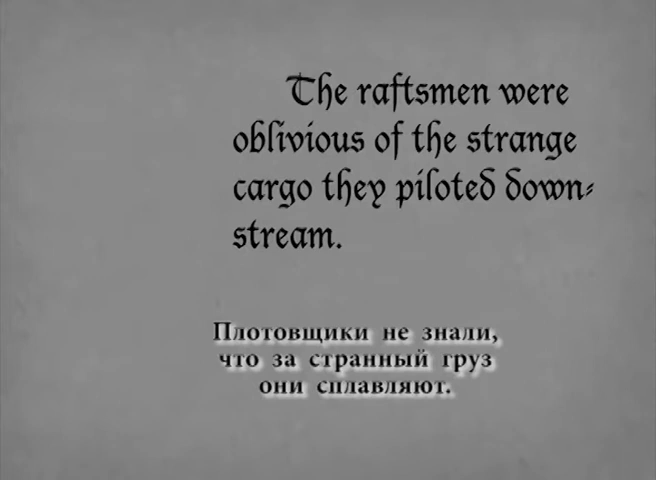 The raftsmen were
oblivious of the strange
cargo they piloted down-
stream.
Плотовщики не знали,
что за странный груз
они сплавляют.